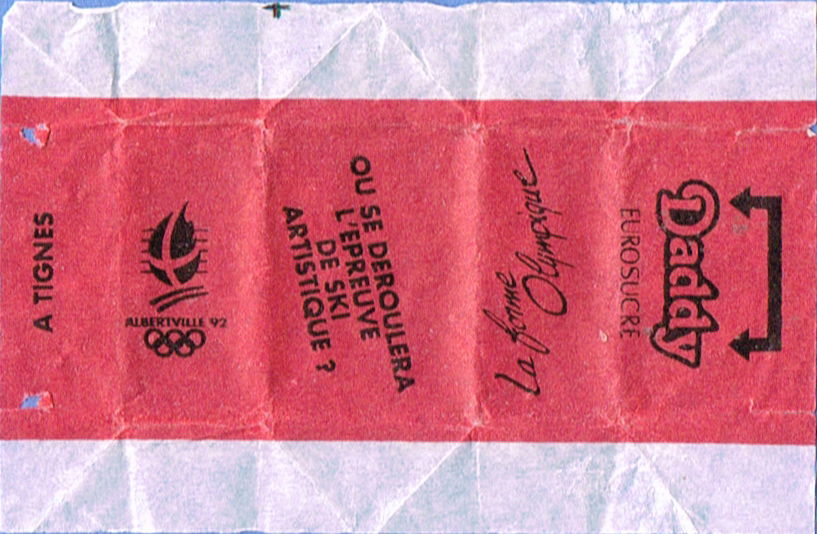 Daddy
EUROSUCRE
La forme
Olympique
OU SE DEROULERA
L'EPREUVE
DE SKI
ARTISTIQUE ?
ALBERTVILLE 92
A TIGNES